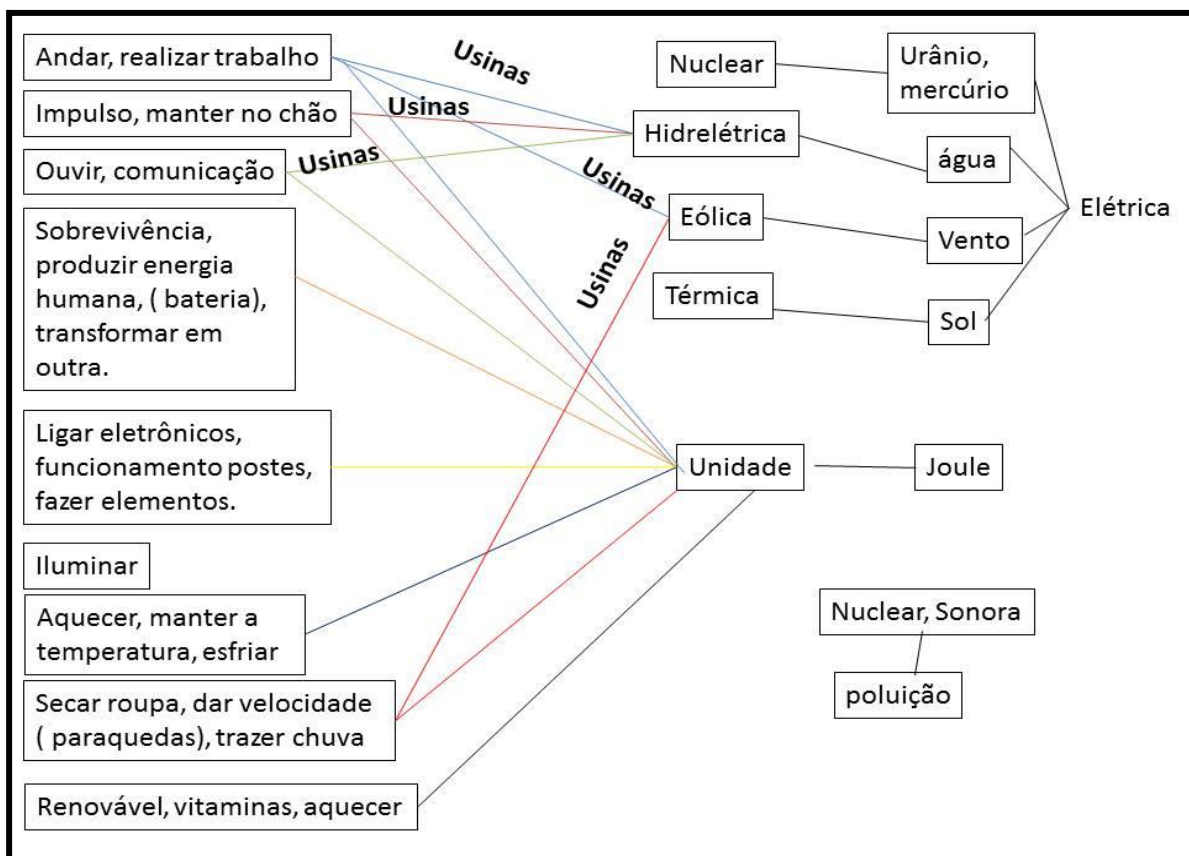 Andar, realizar trabalho
Impulso, manter no chão
Ouvir, comunicação
Sobrevivência,
produzir energia
humana, ( bateria),
transformar em
outra.
Ligar eletrônicos,
funcionamento postes,
fazer elementos.
Iluminar
Aquecer, manter a
temperatura, esfriar
Secar roupa, dar velocidade
( paraquedas), trazer chuva
Renovável, vitaminas, aquecer
Usinas
Usinas
Usinas
Usinas
Usinas
Nuclear
Hidrelétrica
Eólica
Térmica
Urânio,
mercúrio
água
Vento
Sol
Elétrica
Unidade
Joule
Nuclear, Sonora
poluição